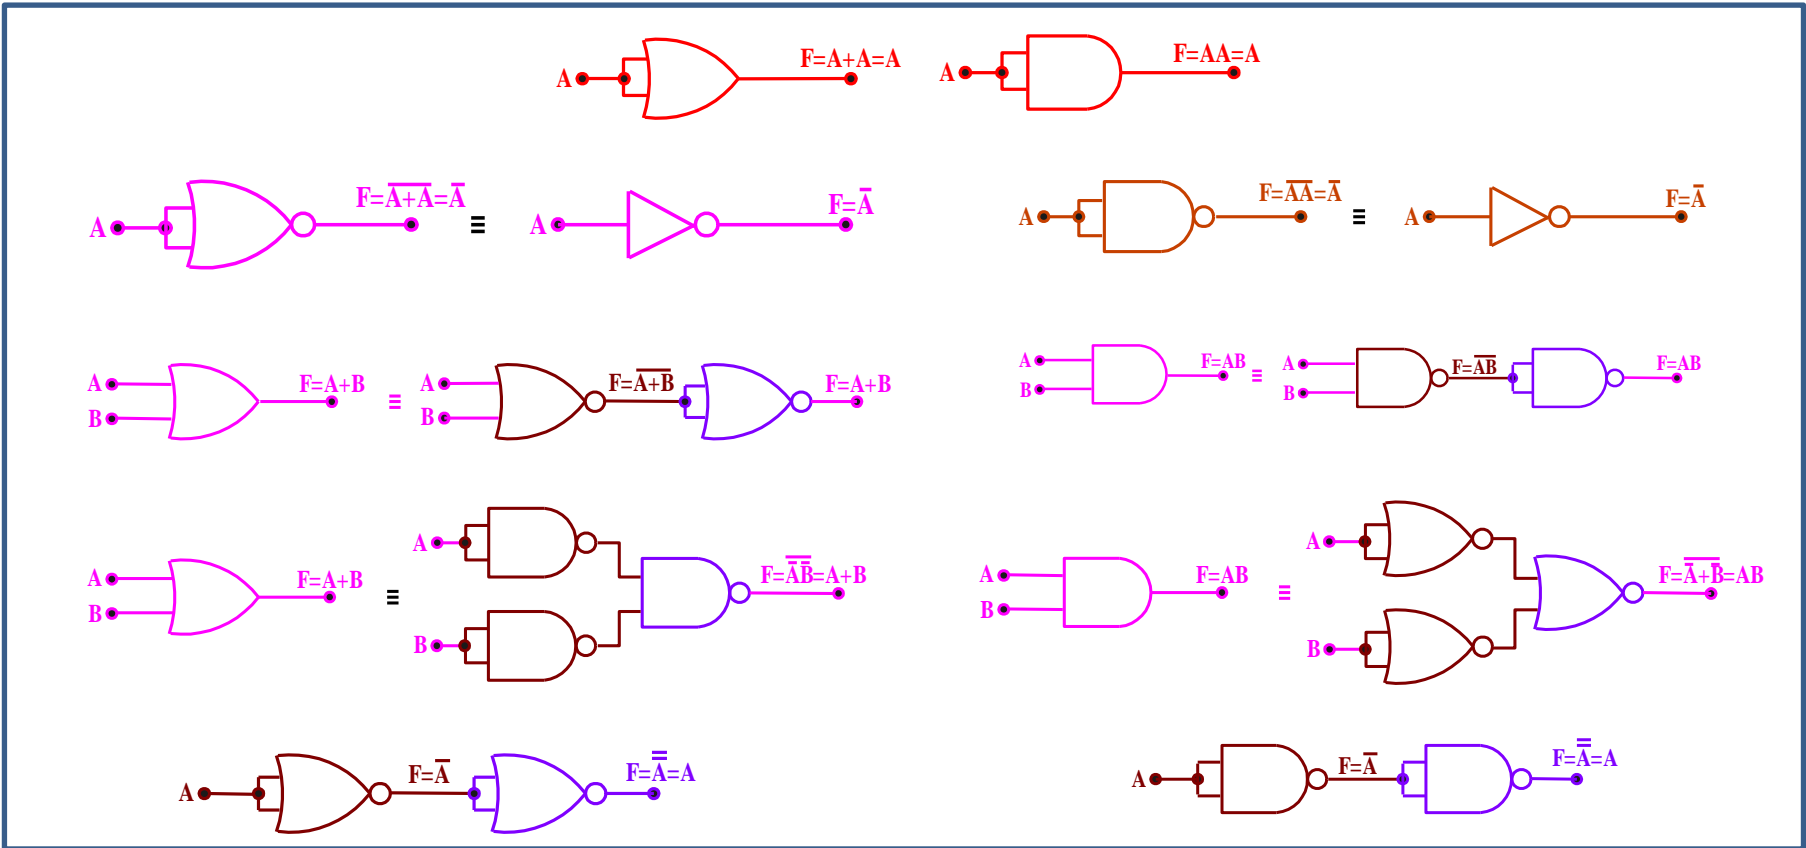 A F=A+A=A A F=AA=A
A F=A̅+̅A̅=A̅ ≡ A F=A̅ A F=A̅A̅=A̅ ≡ A F=A̅
A B F=A+B ≡ A B F=A̅+̅B̅ F=A+B A B F=AB ≡ A B F=A̅B̅ F=AB
A B F=A+B ≡ A B F=A̿B̿=A+B A B F=AB ≡ A B F=A̿+̅B̿=AB
A F=A̅ F=A̿=A A F=A̅ F=A̿=A